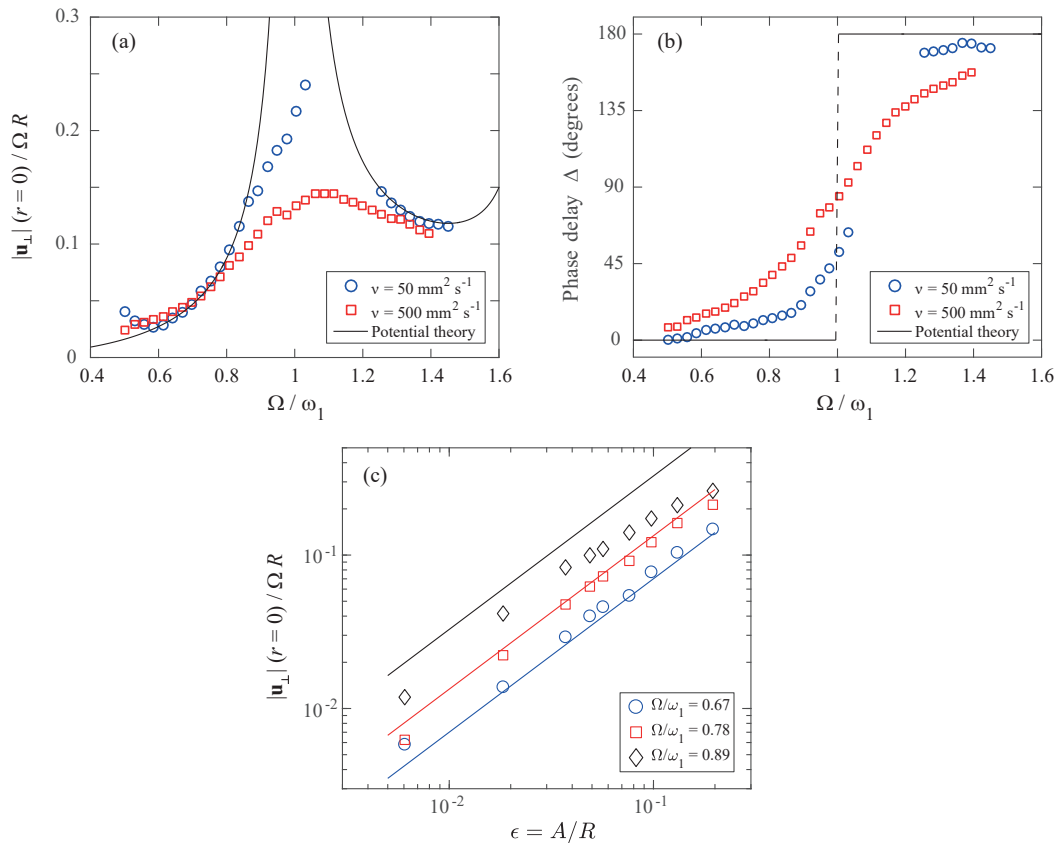 (a)
0.3
0.2
0.1
0
0.4 0.6 0.8 1 1.2 1.4 1.6
|u⊥| (r = 0) / Ω R
Ω / ω₁
ν = 50 mm² s⁻¹
ν = 500 mm² s⁻¹
Potential theory
(b)
180
135
90
45
0
0.4 0.6 0.8 1 1.2 1.4 1.6
Phase delay Δ (degrees)
Ω / ω₁
ν = 50 mm² s⁻¹
ν = 500 mm² s⁻¹
Potential theory
(c)
10⁻¹
10⁻²
10⁻² 10⁻¹
|u⊥| (r = 0) / Ω R
ϵ = A/R
Ω/ω₁ = 0.67
Ω/ω₁ = 0.78
Ω/ω₁ = 0.89